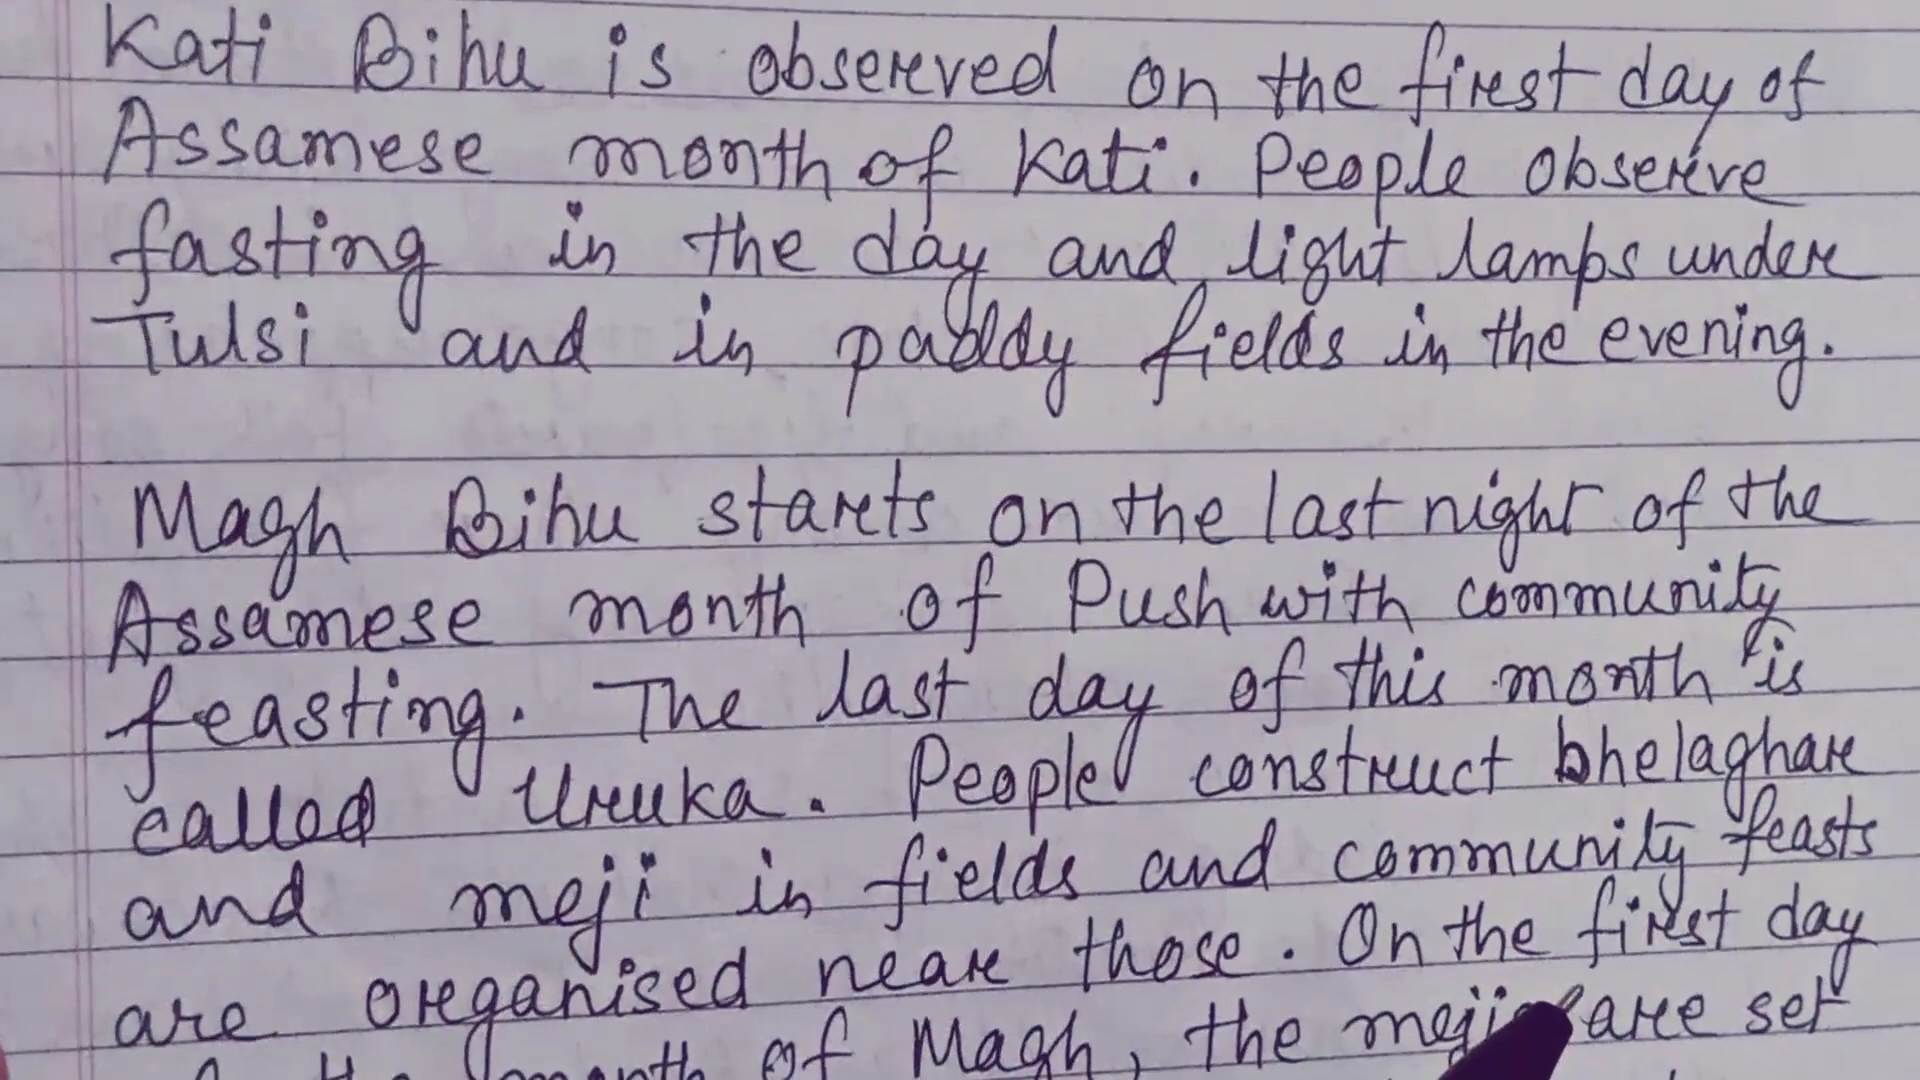 Kati Bihu is observed on the first day of
Assamese month of Kati. People observe
fasting in the day and light lamps under
Tulsi and in paddy fields in the evening.
Magh Bihu starts on the last night of the
Assamese month of Push with community
feasting. The last day of this month is
called Uruka. People construct bhelaghar
and meji in fields and community feasts
are organised near those. On the first day
month of Magh, the mejis are set